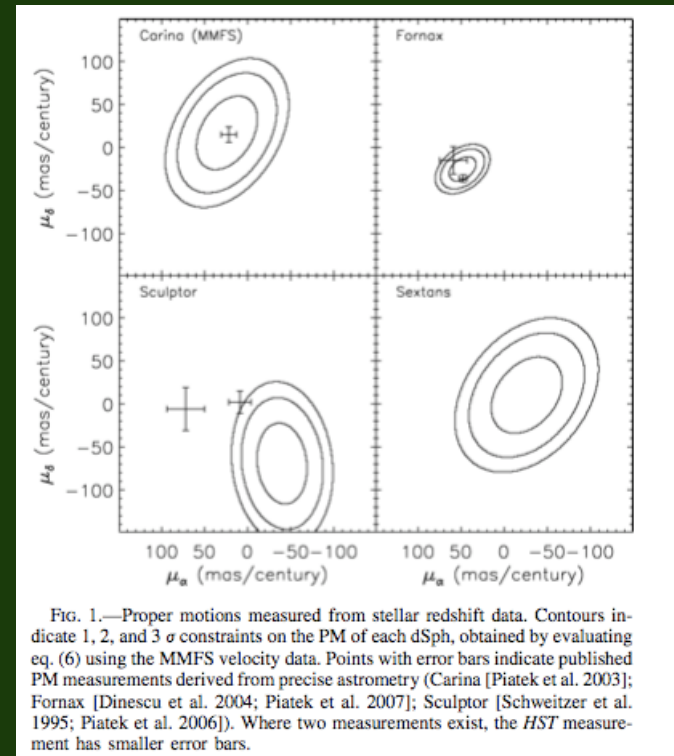 Carina (MMFS)
Fornax
100
50
0
−50
−100
μδ (mas/century)
Sculptor
Sextans
100
50
0
−50
−100
μδ (mas/century)
100 50 0 −50−100
100 50 0 −50−100
μα (mas/century)
μα (mas/century)
FIG. 1.—Proper motions measured from stellar redshift data. Contours in-
dicate 1, 2, and 3 σ constraints on the PM of each dSph, obtained by evaluating
eq. (6) using the MMFS velocity data. Points with error bars indicate published
PM measurements derived from precise astrometry (Carina [Piatek et al. 2003];
Fornax [Dinescu et al. 2004; Piatek et al. 2007]; Sculptor [Schweitzer et al.
1995; Piatek et al. 2006]). Where two measurements exist, the HST measure-
ment has smaller error bars.